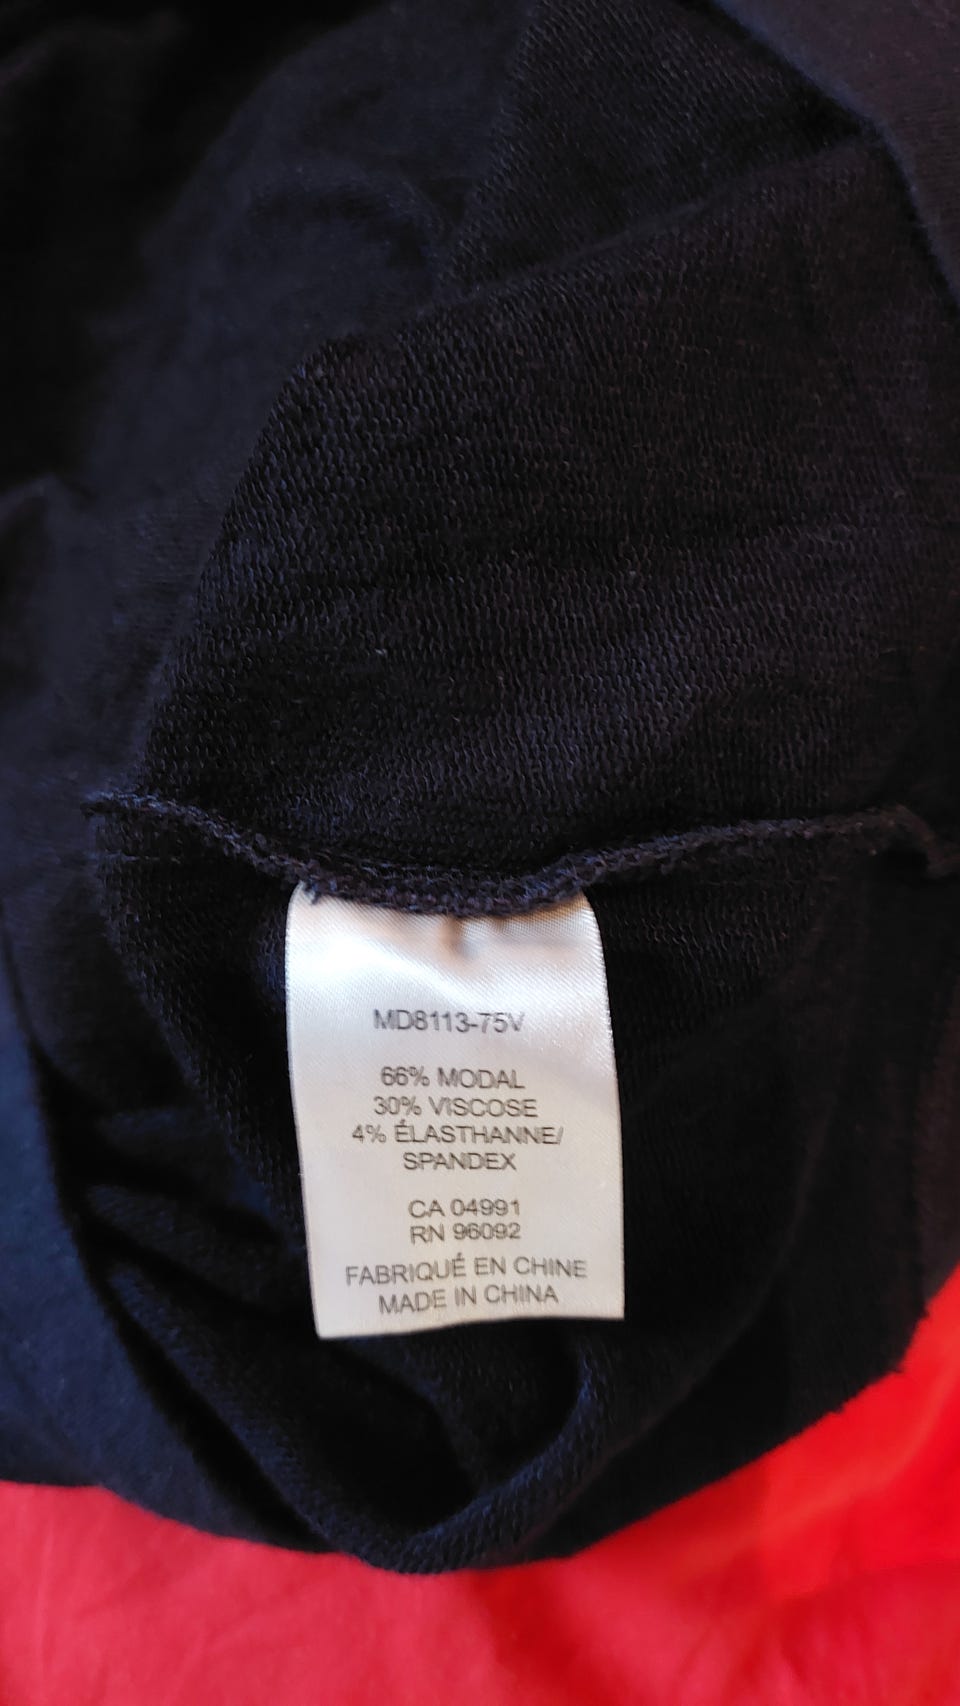 MD8113-75V
66% MODAL
30% VISCOSE
4% ÉLASTHANNE/
SPANDEX
CA 04991
RN 96092
FABRIQUÉ EN CHINE
MADE IN CHINA